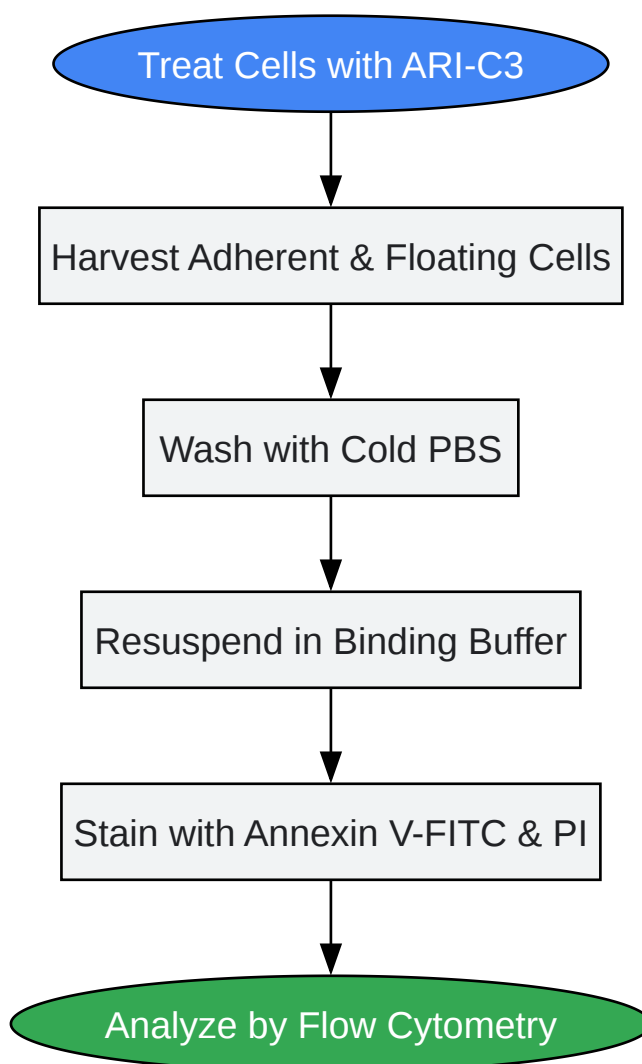 Treat Cells with ARI-C3
Harvest Adherent & Floating Cells
Wash with Cold PBS
Resuspend in Binding Buffer
Stain with Annexin V-FITC & PI
Analyze by Flow Cytometry